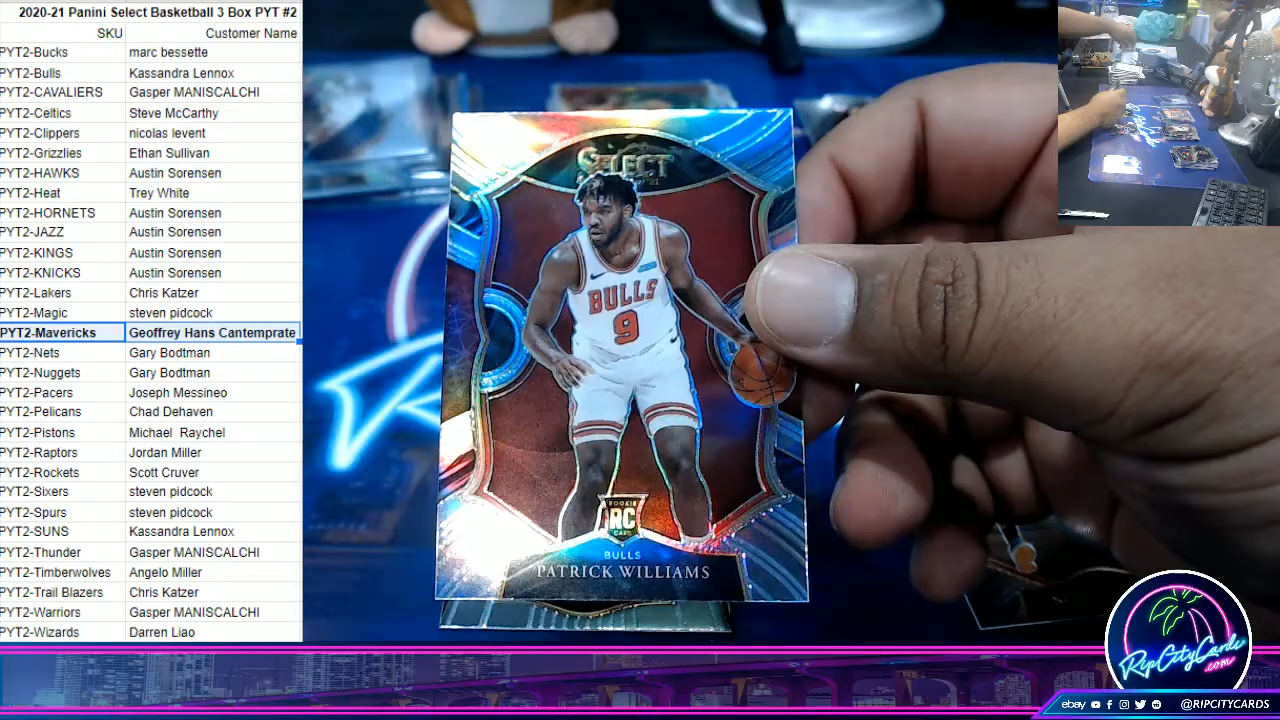 2020-21 Panini Select Basketball 3 Box PYT #2
SKU Customer Name
PYT2-Bucks marc bessette
PYT2-Bulls Kassandra Lennox
PYT2-CAVALIERS Gasper MANISCALCHI
PYT2-Celtics Steve McCarthy
PYT2-Clippers nicolas levent
PYT2-Grizzlies Ethan Sullivan
PYT2-HAWKS Austin Sorensen
PYT2-Heat Trey White
PYT2-HORNETS Austin Sorensen
PYT2-JAZZ Austin Sorensen
PYT2-KINGS Austin Sorensen
PYT2-KNICKS Austin Sorensen
PYT2-Lakers Chris Katzer
PYT2-Magic steven pidcock
PYT2-Mavericks Geoffrey Hans Cantemprate
PYT2-Nets Gary Bodtman
PYT2-Nuggets Gary Bodtman
PYT2-Pacers Joseph Messineo
PYT2-Pelicans Chad Dehaven
PYT2-Pistons Michael Raychel
PYT2-Raptors Jordan Miller
PYT2-Rockets Scott Cruver
PYT2-Sixers steven pidcock
PYT2-Spurs steven pidcock
PYT2-SUNS Kassandra Lennox
PYT2-Thunder Gasper MANISCALCHI
PYT2-Timberwolves Angelo Miller
PYT2-Trail Blazers Chris Katzer
PYT2-Warriors Gasper MANISCALCHI
PYT2-Wizards Darren Liao
SELECT
BULLS
9
ROOKIE
RC
CARD
BULLS
PATRICK WILLIAMS
RipCityCards
.com
ebay @RIPCITYCARDS